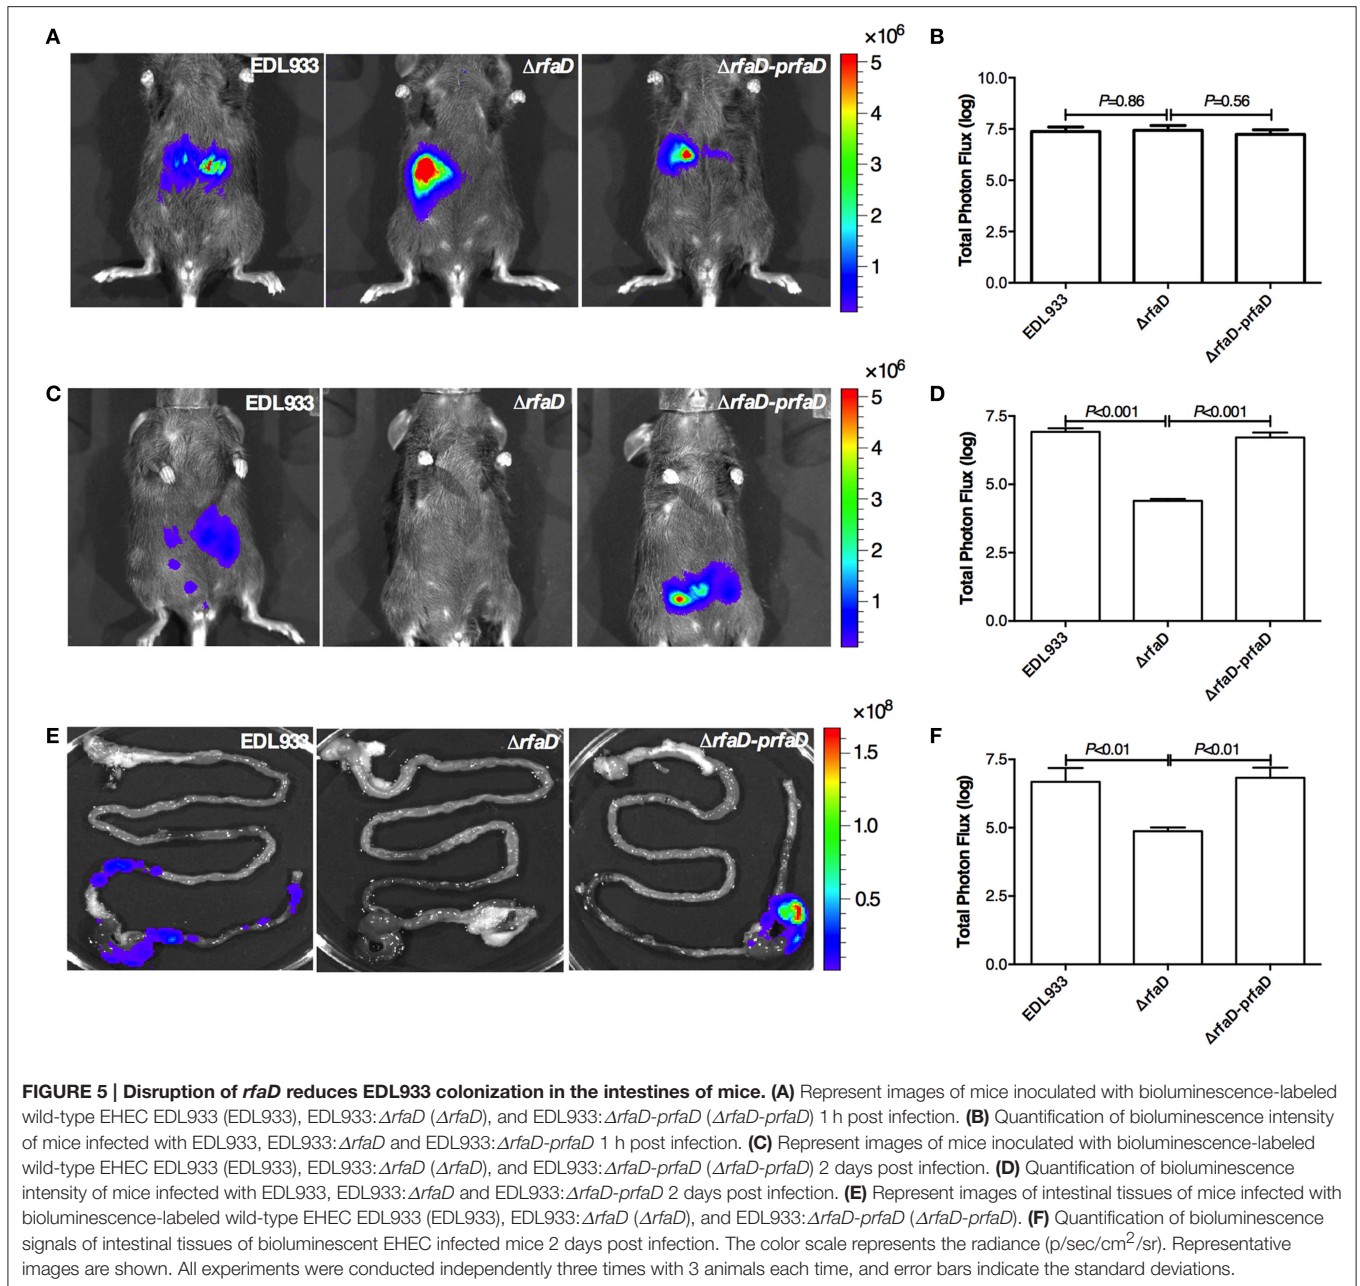 A
EDL933
ΔrfaD
ΔrfaD-prfaD
×10⁶
5
4
3
2
1
B
Total Photon Flux (log)
10.0
7.5
5.0
2.5
0.0
P=0.86
P=0.56
EDL933
ΔrfaD
ΔrfaD-prfaD
C
EDL933
ΔrfaD
ΔrfaD-prfaD
×10⁶
5
4
3
2
1
D
Total Photon Flux (log)
7.5
5.0
2.5
0.0
P<0.001
P<0.001
EDL933
ΔrfaD
ΔrfaD-prfaD
E
EDL933
ΔrfaD
ΔrfaD-prfaD
×10⁸
1.5
1.0
0.5
F
Total Photon Flux (log)
7.5
5.0
2.5
0.0
P<0.01
P<0.01
EDL933
ΔrfaD
ΔrfaD-prfaD
FIGURE 5 | Disruption of rfaD reduces EDL933 colonization in the intestines of mice. (A) Represent images of mice inoculated with bioluminescence-labeled
wild-type EHEC EDL933 (EDL933), EDL933:ΔrfaD (ΔrfaD), and EDL933:ΔrfaD-prfaD (ΔrfaD-prfaD) 1 h post infection. (B) Quantification of bioluminescence intensity
of mice infected with EDL933, EDL933:ΔrfaD and EDL933:ΔrfaD-prfaD 1 h post infection. (C) Represent images of mice inoculated with bioluminescence-labeled
wild-type EHEC EDL933 (EDL933), EDL933:ΔrfaD (ΔrfaD), and EDL933:ΔrfaD-prfaD (ΔrfaD-prfaD) 2 days post infection. (D) Quantification of bioluminescence
intensity of mice infected with EDL933, EDL933:ΔrfaD and EDL933:ΔrfaD-prfaD 2 days post infection. (E) Represent images of intestinal tissues of mice infected with
bioluminescence-labeled wild-type EHEC EDL933 (EDL933), EDL933:ΔrfaD (ΔrfaD), and EDL933:ΔrfaD-prfaD (ΔrfaD-prfaD). (F) Quantification of bioluminescence
signals of intestinal tissues of bioluminescent EHEC infected mice 2 days post infection. The color scale represents the radiance (p/sec/cm²/sr). Representative
images are shown. All experiments were conducted independently three times with 3 animals each time, and error bars indicate the standard deviations.